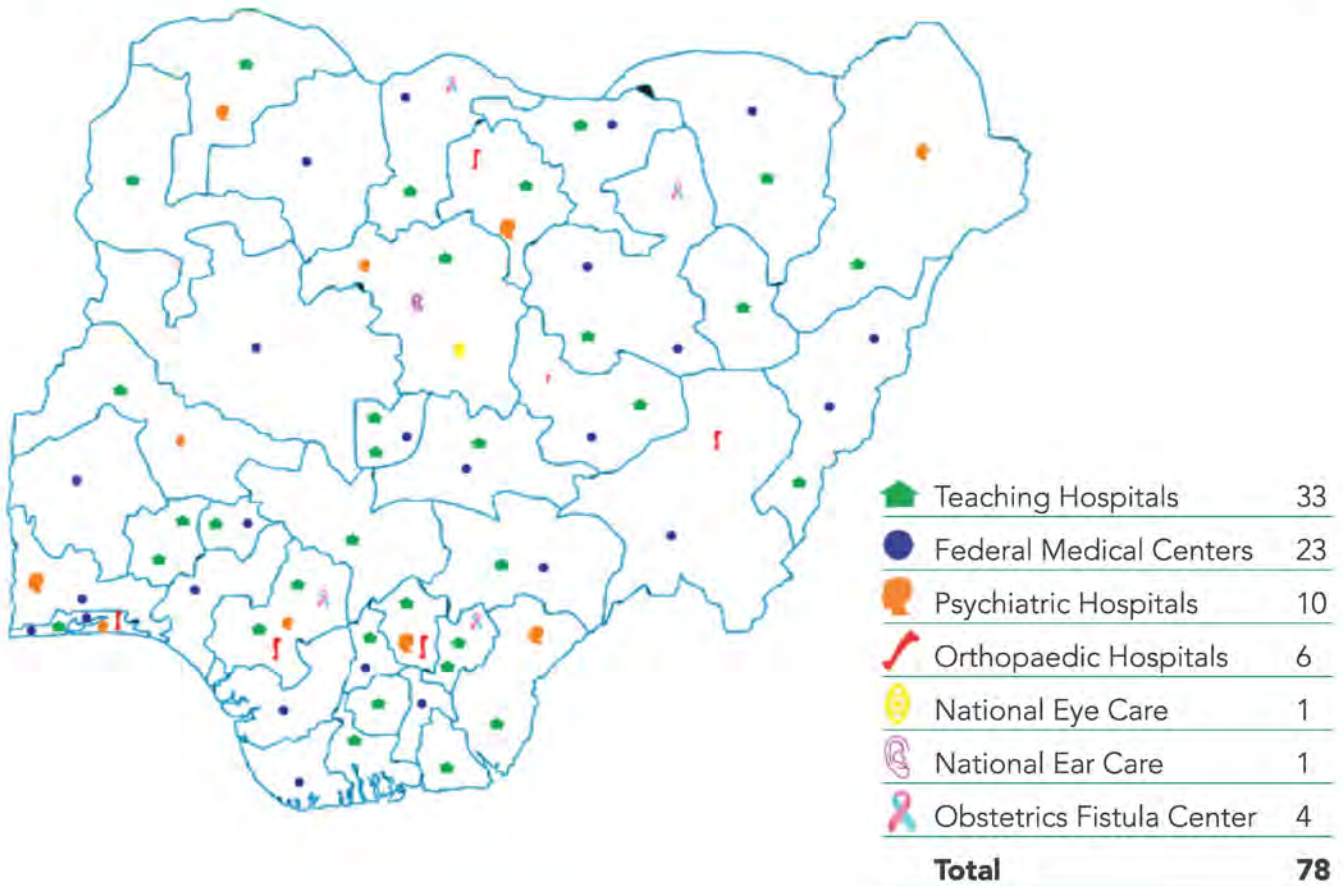 Teaching Hospitals 33
Federal Medical Centers 23
Psychiatric Hospitals 10
Orthopaedic Hospitals 6
National Eye Care 1
National Ear Care 1
Obstetrics Fistula Center 4
Total 78